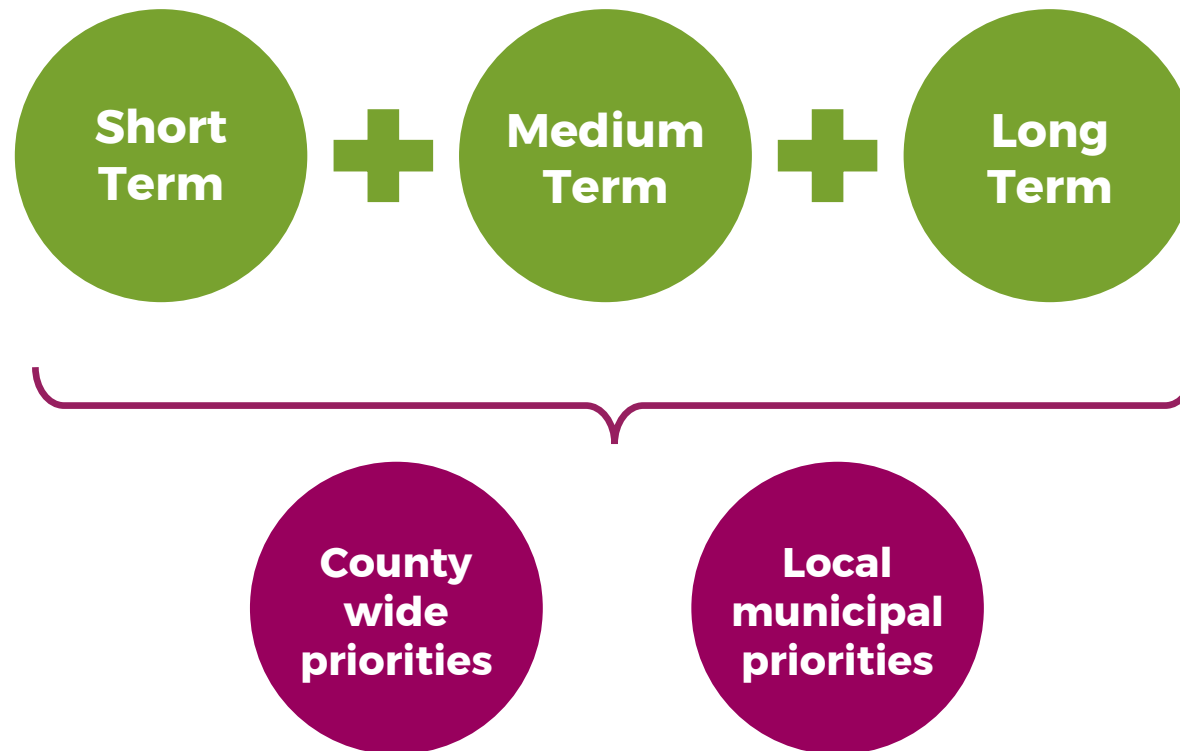 Short
Term
Medium
Term
Long
Term
County
wide
priorities
Local
municipal
priorities